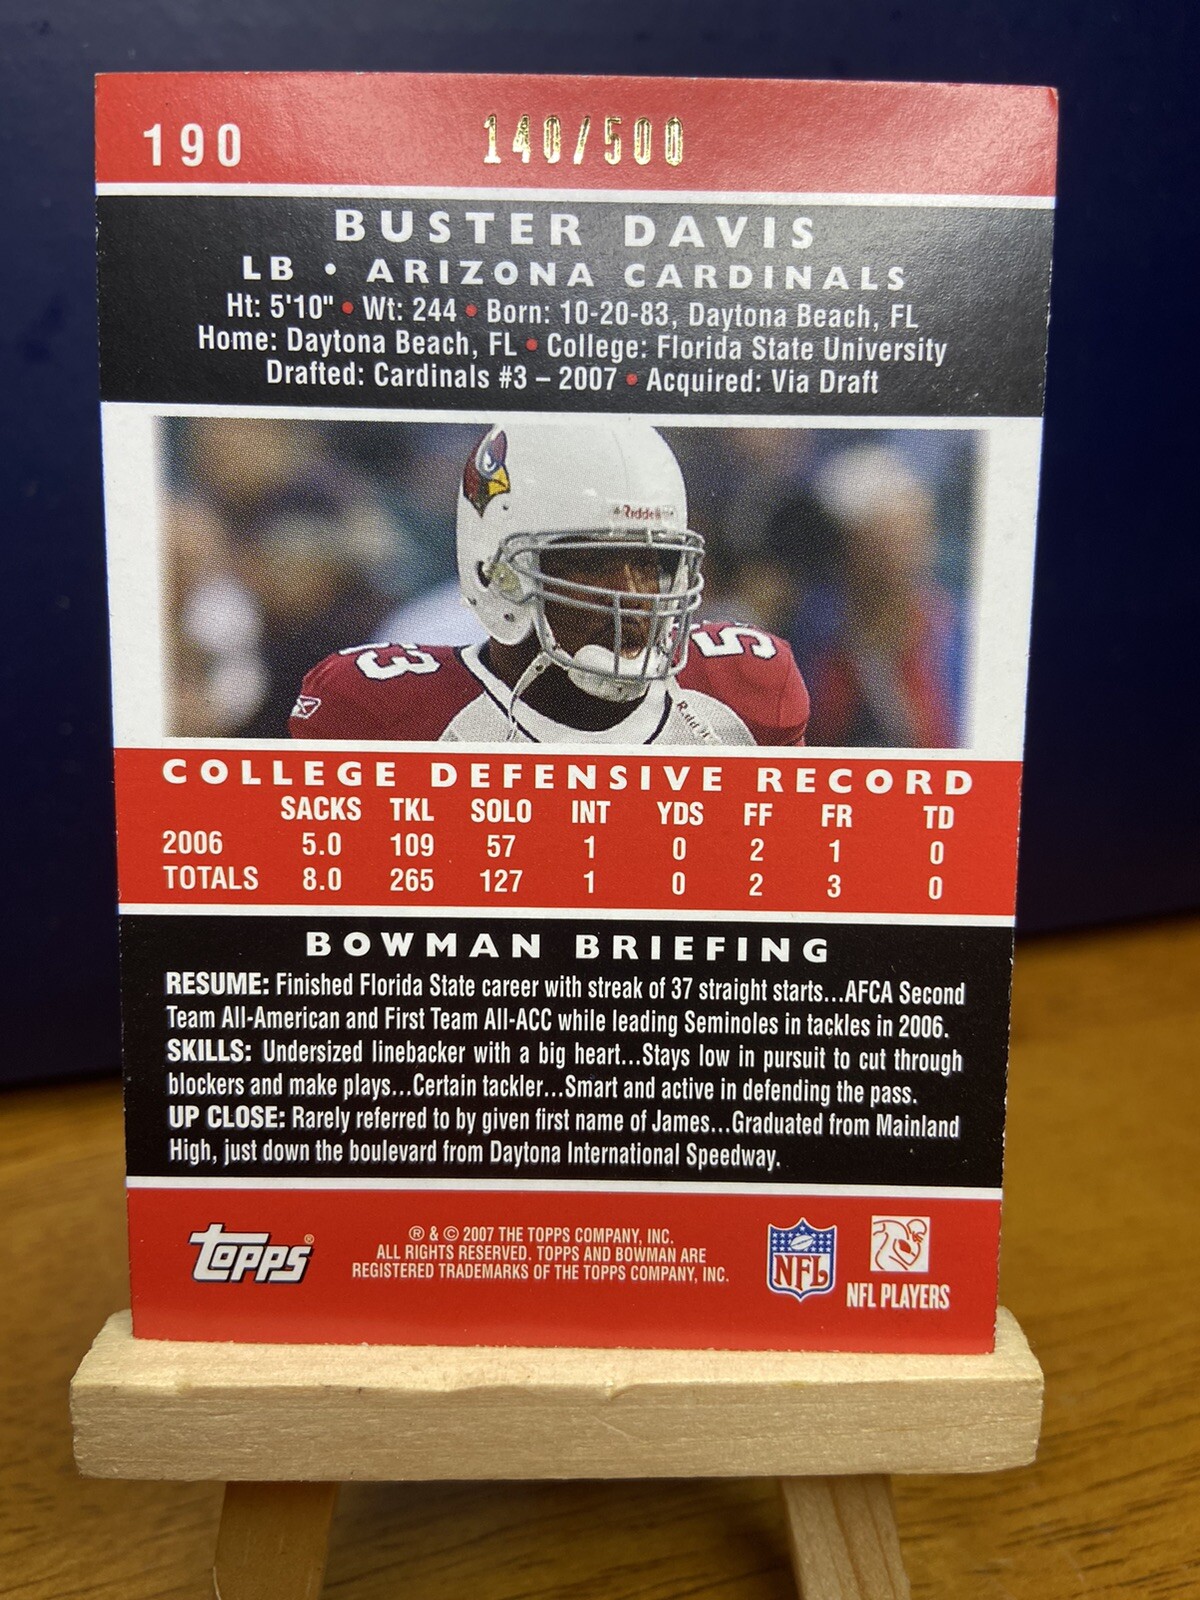 190
140/500
BUSTER DAVIS
LB • ARIZONA CARDINALS
Ht: 5'10" • Wt: 244 • Born: 10-20-83, Daytona Beach, FL
Home: Daytona Beach, FL • College: Florida State University
Drafted: Cardinals #3 – 2007 • Acquired: Via Draft
Riddell
53
5
COLLEGE DEFENSIVE RECORD
SACKS TKL SOLO INT YDS FF FR TD
2006 5.0 109 57 1 0 2 1 0
TOTALS 8.0 265 127 1 0 2 3 0
BOWMAN BRIEFING
RESUME: Finished Florida State career with streak of 37 straight starts...AFCA Second
Team All-American and First Team All-ACC while leading Seminoles in tackles in 2006.
SKILLS: Undersized linebacker with a big heart...Stays low in pursuit to cut through
blockers and make plays...Certain tackler...Smart and active in defending the pass.
UP CLOSE: Rarely referred to by given first name of James...Graduated from Mainland
High, just down the boulevard from Daytona International Speedway.
topps®
® & © 2007 THE TOPPS COMPANY, INC.
ALL RIGHTS RESERVED. TOPPS AND BOWMAN ARE
REGISTERED TRADEMARKS OF THE TOPPS COMPANY, INC.
NFL
NFL PLAYERS